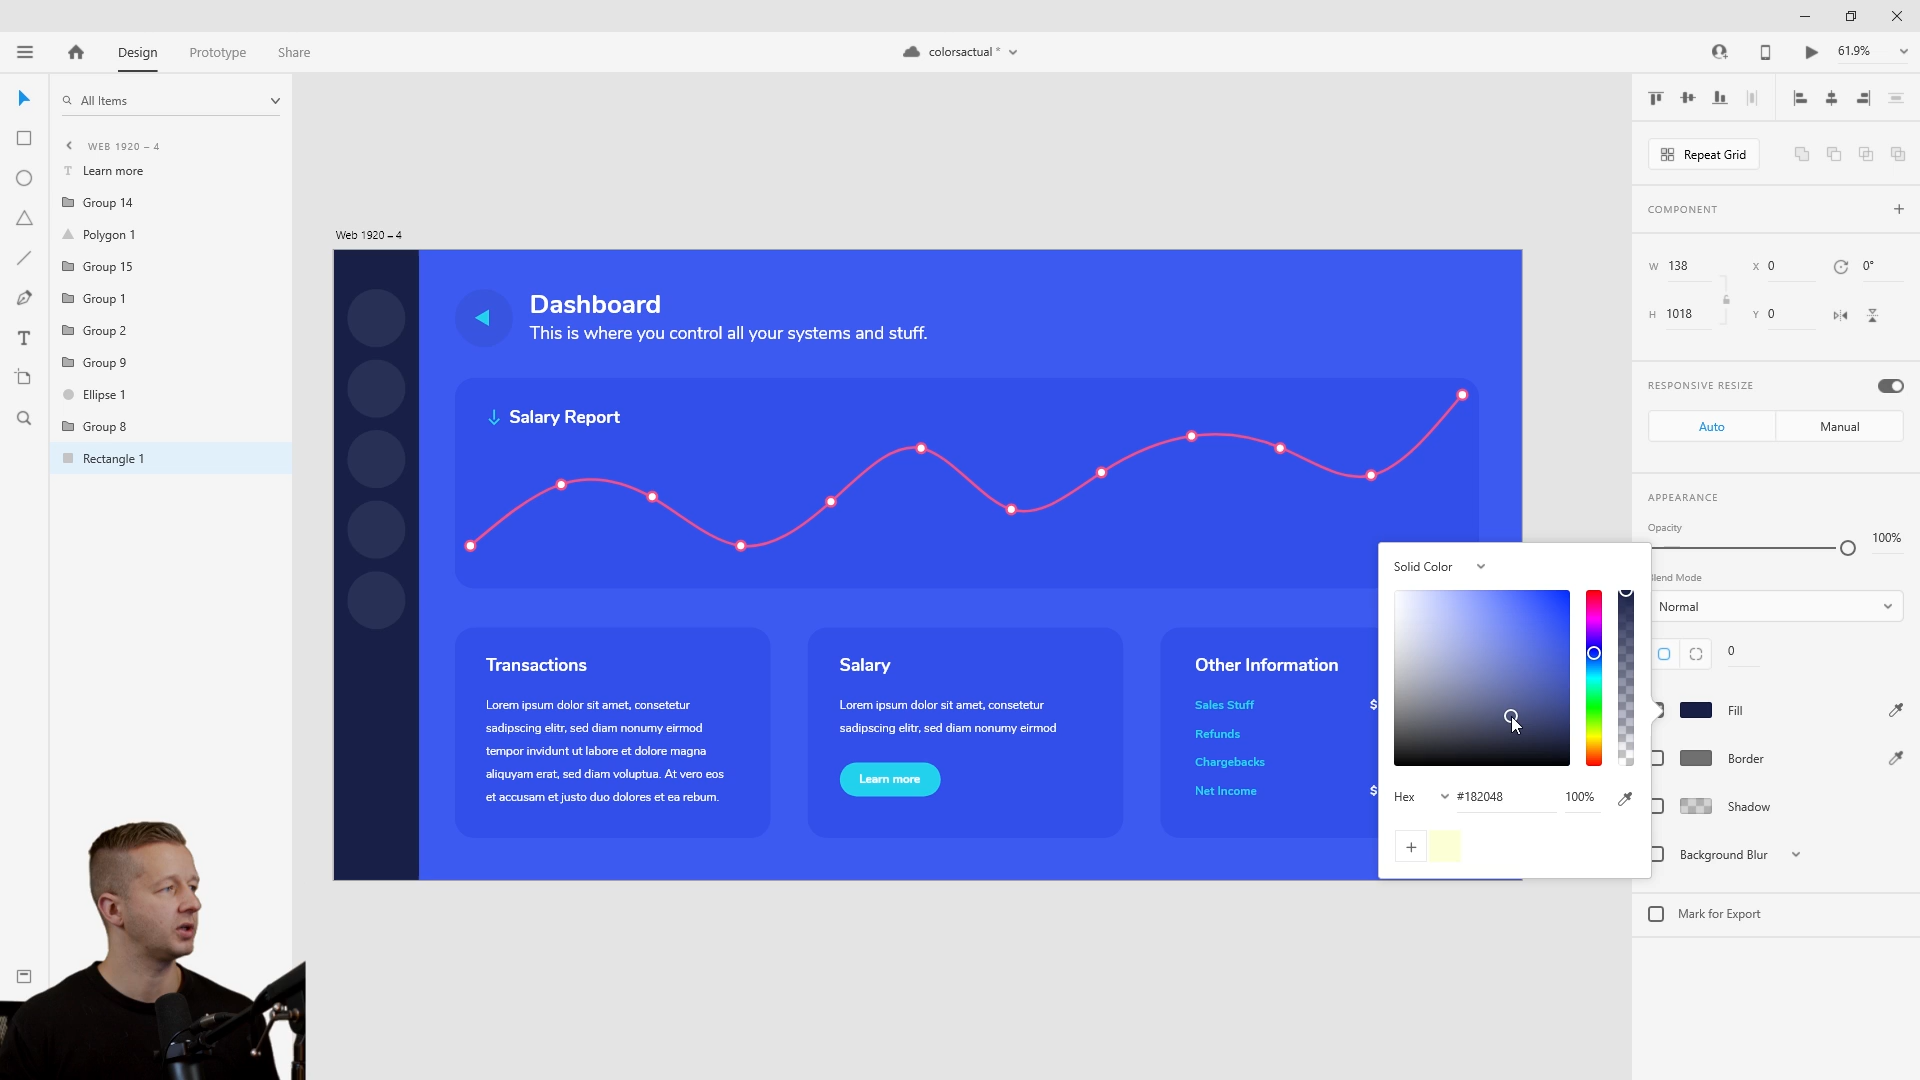 Design
Prototype
Share
colorsactual *
61.9%
All Items
WEB 1920 – 4
Learn more
Group 14
Polygon 1
Group 15
Group 1
Group 2
Group 9
Ellipse 1
Group 8
Rectangle 1
Web 1920 – 4
Dashboard
This is where you control all your systems and stuff.
Salary Report
Transactions
Lorem ipsum dolor sit amet, consetetur
sadipscing elitr, sed diam nonumy eirmod
tempor invidunt ut labore et dolore magna
aliquyam erat, sed diam voluptua. At vero eos
et accusam et justo duo dolores et ea rebum.
Salary
Lorem ipsum dolor sit amet, consetetur
sadipscing elitr, sed diam nonumy eirmod
Learn more
Other Information
Sales Stuff $
Refunds
Chargebacks
Net Income $
Solid Color
Hex #182048 100%
+
Repeat Grid
COMPONENT +
W 138 X 0 0°
H 1018 Y 0
RESPONSIVE RESIZE
Auto Manual
APPEARANCE
Opacity
100%
lend Mode
Normal
0
Fill
Border
Shadow
Background Blur
Mark for Export